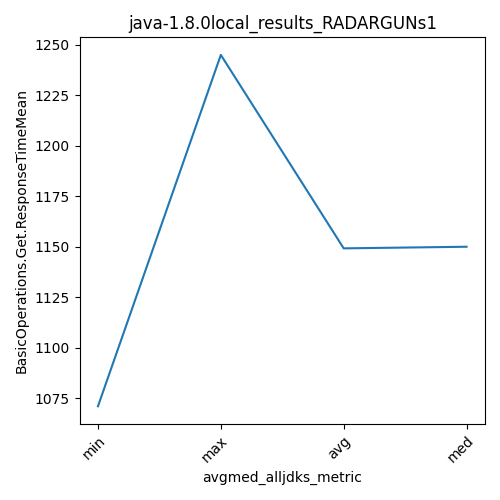 java-1.8.0local_results_RADARGUNs1
BasicOperations.Get.ResponseTimeMean
1250
1225
1200
1175
1150
1125
1100
1075
min
max
avg
med
avgmed_alljdks_metric